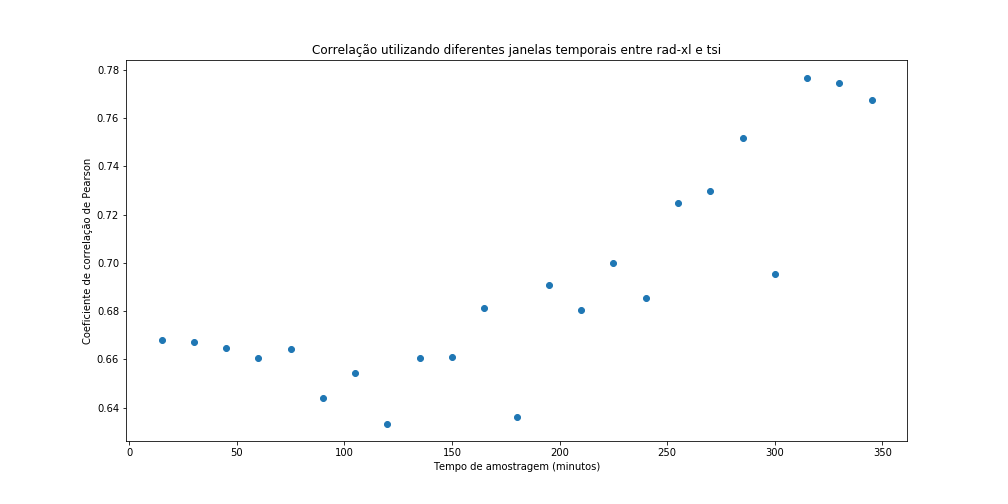 Correlação utilizando diferentes janelas temporais entre rad-xl e tsi
0.78
0.76
0.74
0.72
0.70
0.68
0.66
0.64
Coeficiente de correlação de Pearson
0 50 100 150 200 250 300 350
Tempo de amostragem (minutos)